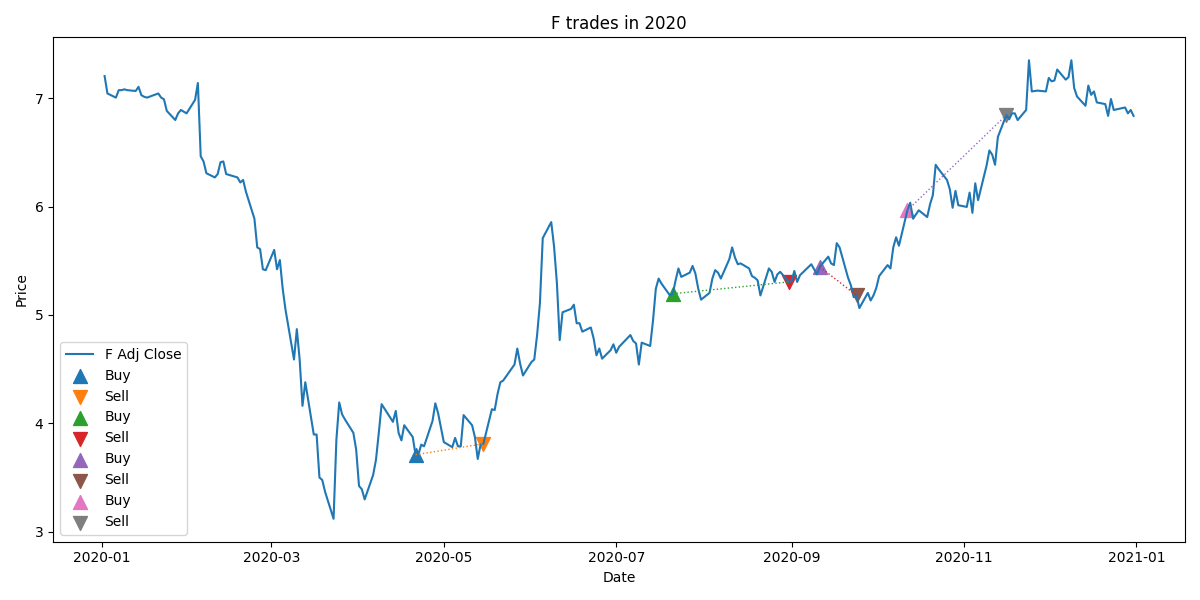 F trades in 2020
Price
7
6
5
4
3
F Adj Close
Buy
Sell
Buy
Sell
Buy
Sell
Buy
Sell
2020-01
2020-03
2020-05
2020-07
2020-09
2020-11
2021-01
Date